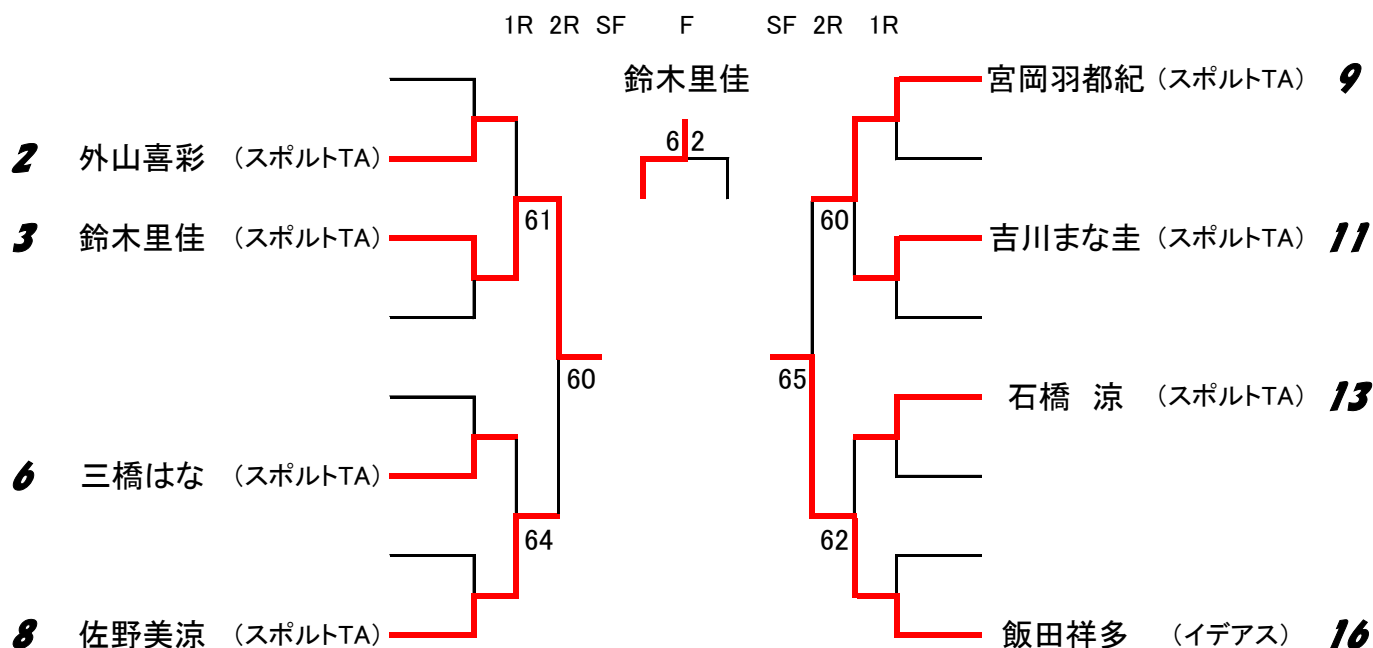 1R 2R SF F SF 2R 1R
鈴木里佳
宮岡羽都紀 (スポルトTA) 9
6 2
2 外山喜彩 (スポルトTA)
61
60
3 鈴木里佳 (スポルトTA)
吉川まな圭 (スポルトTA) 11
60
65
石橋 涼 (スポルトTA) 13
6 三橋はな (スポルトTA)
64
62
8 佐野美涼 (スポルトTA)
飯田祥多 (イデアス) 16